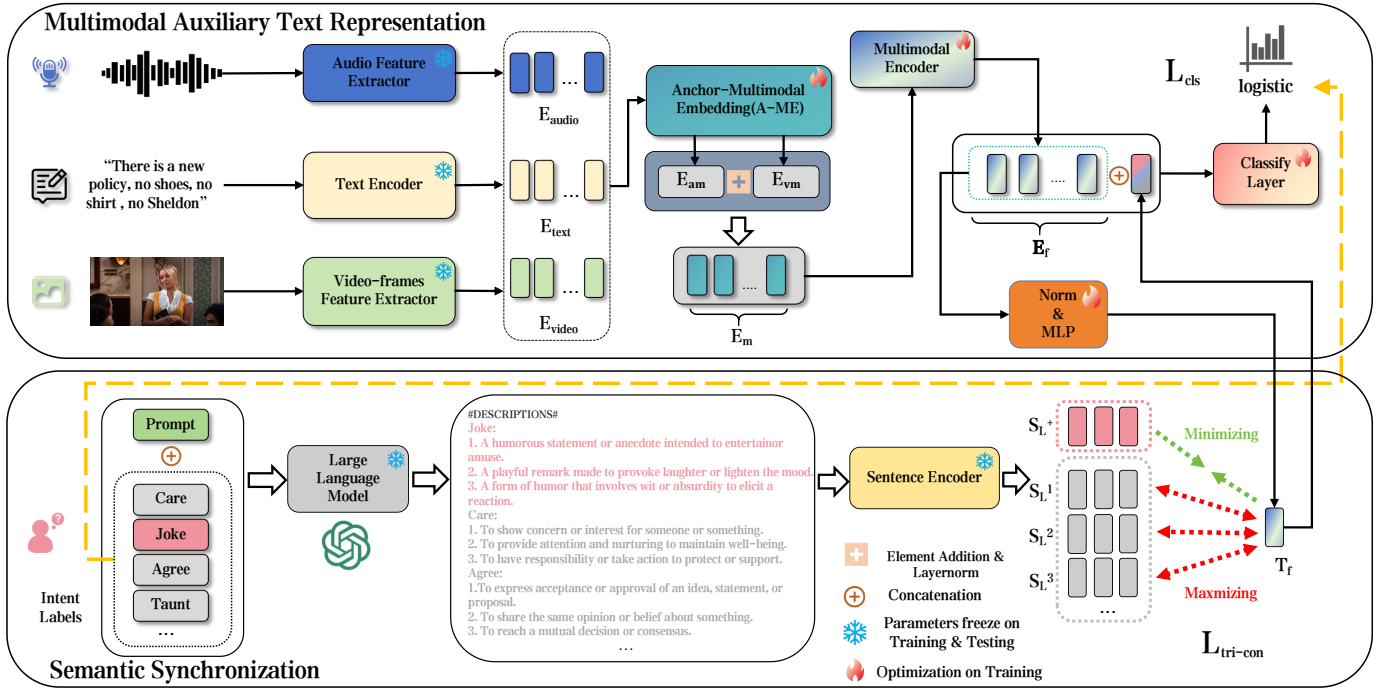 Multimodal Auxiliary Text Representation
Audio Feature
Extractor
E_audio
“There is a new
policy, no shoes, no
shirt , no Sheldon”
Text Encoder
E_text
Video-frames
Feature Extractor
E_video
Anchor-Multimodal
Embedding(A-ME)
E_am
E_vm
....
E_m
Multimodal
Encoder
....
E_f
Norm
&
MLP
L_cls
logistic
Classify
Layer
Prompt
Care
Joke
Agree
Taunt
...
Intent
Labels
Semantic Synchronization
Large
Language
Model
#DESCRIPTIONS#
Joke:
1. A humorous statement or anecdote intended to entertainor
amuse.
2. A playful remark made to provoke laughter or lighten the mood.
3. A form of humor that involves wit or absurdity to elicit a
reaction.
Care:
1. To show concern or interest for someone or something.
2. To provide attention and nurturing to maintain well-being.
3. To have responsibility or take action to protect or support.
Agree:
1.To express acceptance or approval of an idea, statement, or
proposal.
2. To share the same opinion or belief about something.
3. To reach a mutual decision or consensus.
...
Sentence Encoder
Element Addition &
Layernorm
Concatenation
Parameters freeze on
Training & Testing
Optimization on Training
S_L^+
S_L^1
S_L^2
S_L^3
...
Minimizing
Maxmizing
T_f
L_tri-con